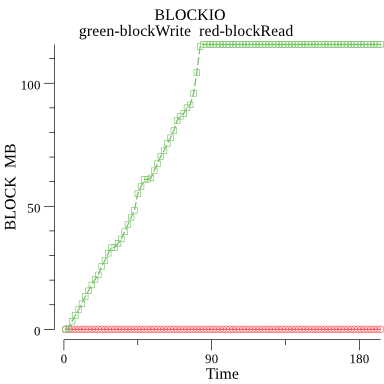 BLOCKIO
green-blockWrite red-blockRead
100
50
0
BLOCK MB
0 90 180
Time